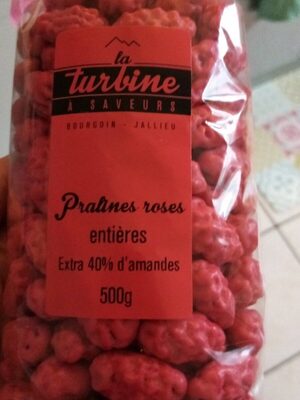 la
turbine
À SAVEURS
BOURGOIN - JALLIEU
Pralines roses
entières
Extra 40% d'amandes
500g